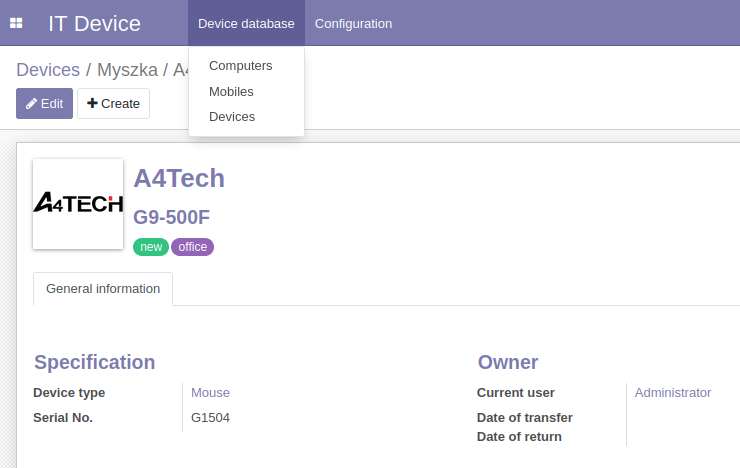 IT Device
Device database
Configuration
Computers
Mobiles
Devices
Devices / Myszka /
Edit
Create
A4TECH
A4Tech
G9-500F
new office
General information
Specification
Device type Mouse
Serial No. G1504
Owner
Current user Administrator
Date of transfer
Date of return